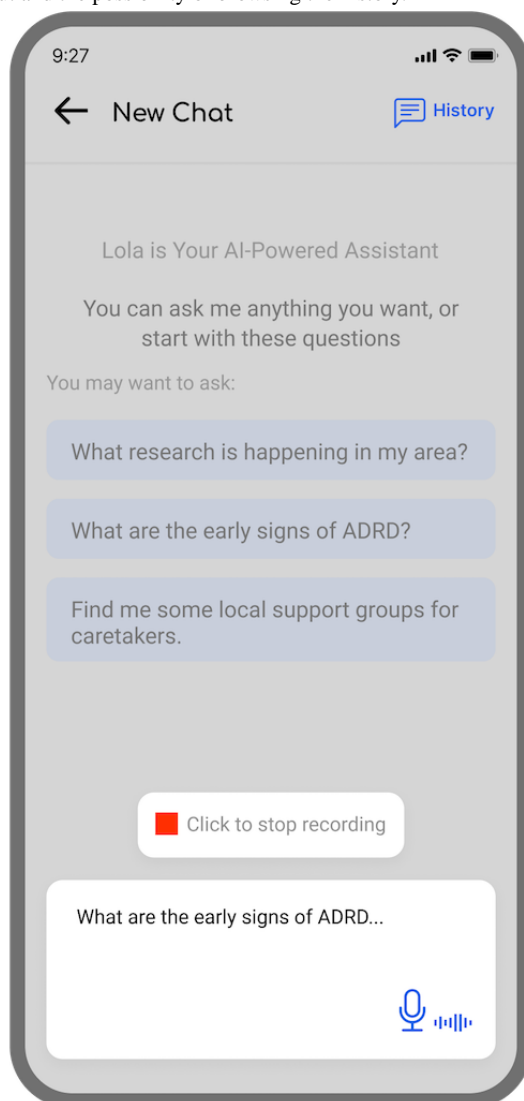 9:27
New Chat
History
Lola is Your AI-Powered Assistant
You can ask me anything you want, or
start with these questions
You may want to ask:
What research is happening in my area?
What are the early signs of ADRD?
Find me some local support groups for
caretakers.
Click to stop recording
What are the early signs of ADRD...